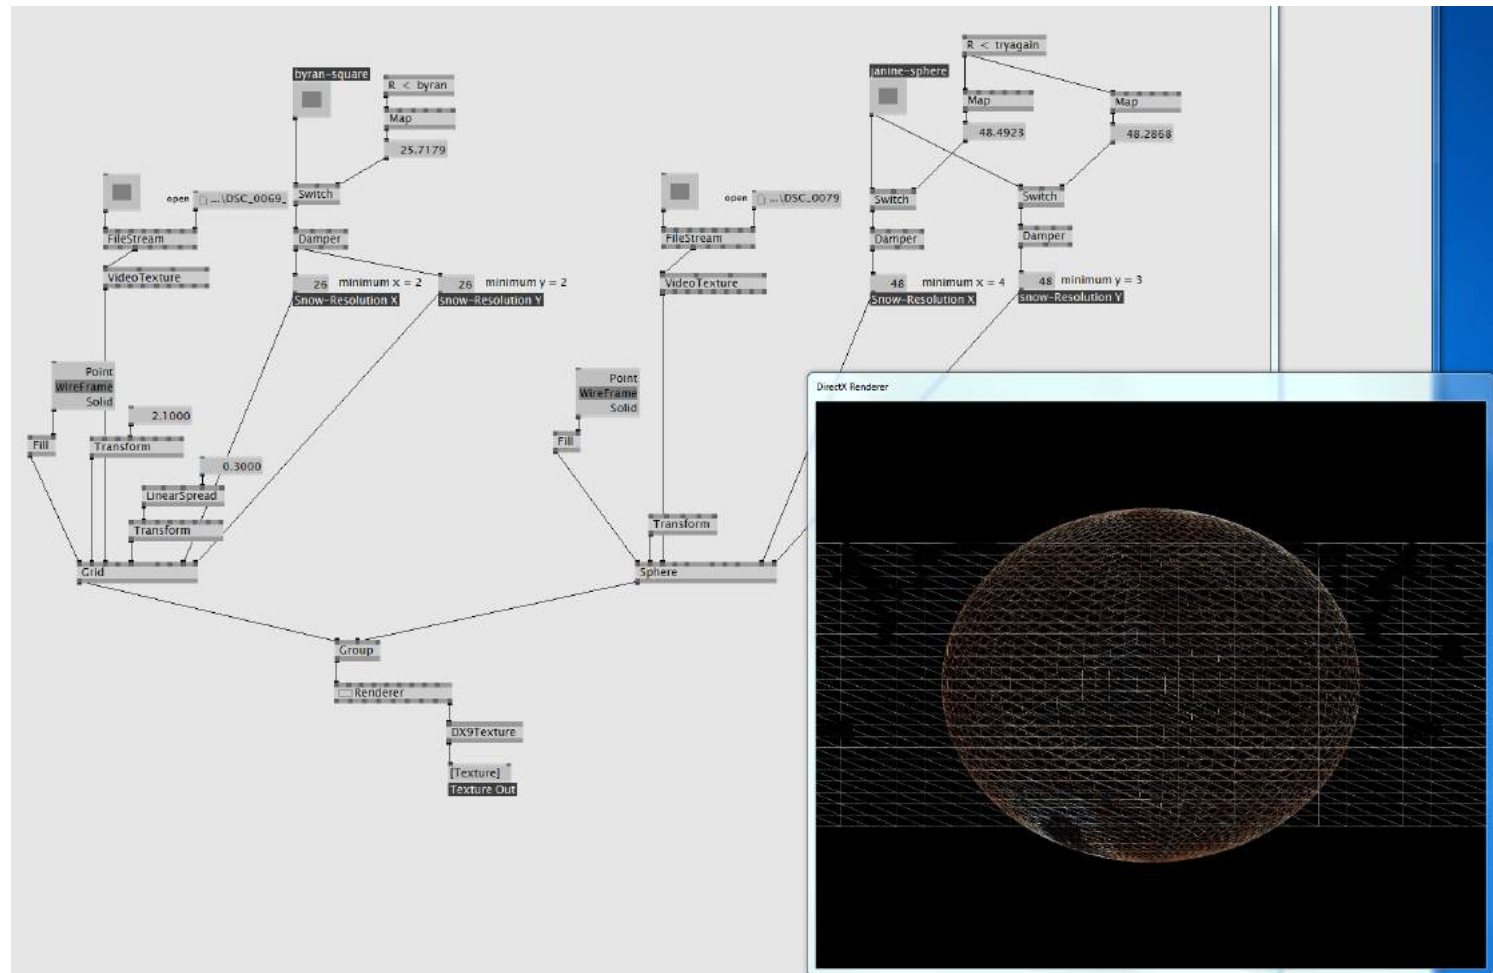 byran-square
R < byran
Map
25.7179
open
...\DSC_0069_
Switch
FileStream
Damper
VideoTexture
26
minimum x = 2
26
minimum y = 2
Snow-Resolution X
snow-Resolution Y
Point
WireFrame
Solid
2.1000
Fill
Transform
0.3000
LinearSpread
Transform
Grid
R < tryagain
janine-sphere
Map
Map
48.4923
48.2868
open
...\DSC_0079
Switch
Switch
FileStream
Damper
Damper
VideoTexture
48
minimum x = 4
48
minimum y = 3
Snow-Resolution X
snow-Resolution Y
Point
WireFrame
Solid
Fill
Transform
Sphere
Group
Renderer
DX9Texture
[Texture]
Texture Out
DirectX Renderer